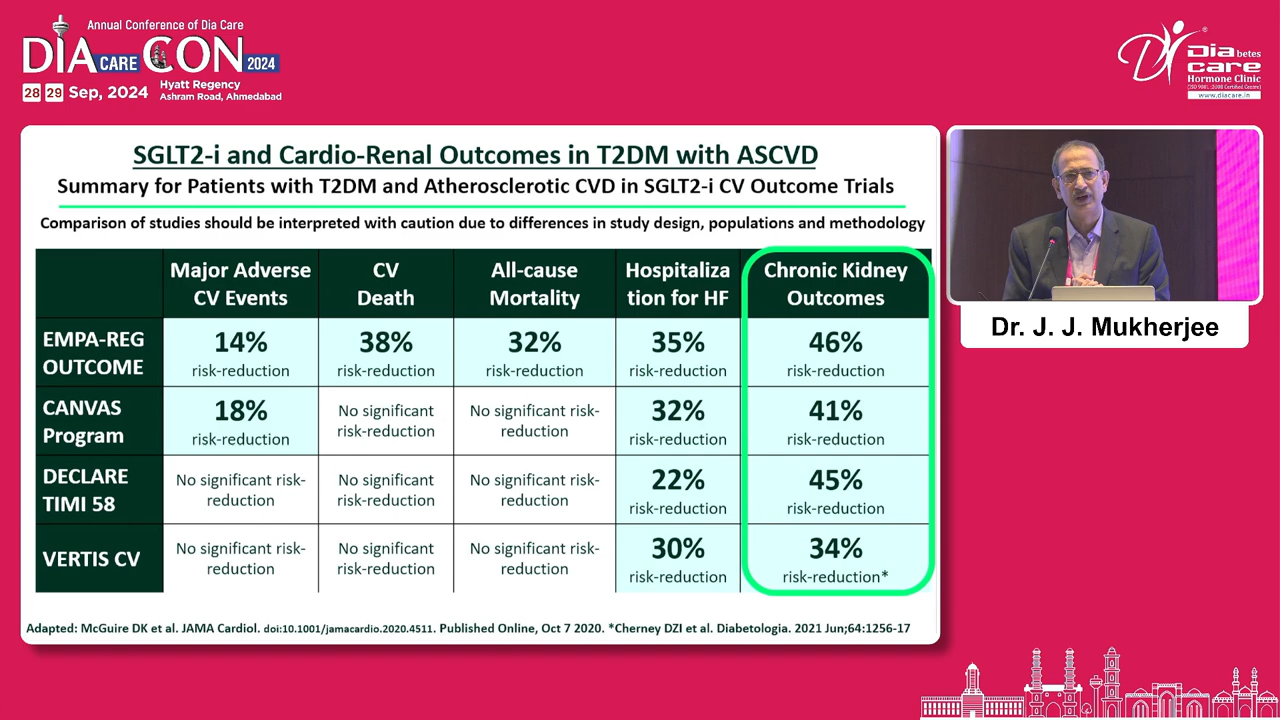 Annual Conference of Dia Care
DIA CARE CON 2024
28 29 Sep, 2024
Hyatt Regency
Ashram Road, Ahmedabad
Diabetes
care
Hormone Clinic
(ISO 9001 :2008 Certified Centre)
www.diacare.in
SGLT2-i and Cardio-Renal Outcomes in T2DM with ASCVD
Summary for Patients with T2DM and Atherosclerotic CVD in SGLT2-i CV Outcome Trials
Comparison of studies should be interpreted with caution due to differences in study design, populations and methodology
Major Adverse
CV Events
CV
Death
All-cause
Mortality
Hospitaliza
tion for HF
Chronic Kidney
Outcomes
EMPA-REG
OUTCOME
14%
risk-reduction
38%
risk-reduction
32%
risk-reduction
35%
risk-reduction
46%
risk-reduction
CANVAS
Program
18%
risk-reduction
No significant
risk-reduction
No significant risk-
reduction
32%
risk-reduction
41%
risk-reduction
DECLARE
TIMI 58
No significant risk-
reduction
No significant
risk-reduction
No significant risk-
reduction
22%
risk-reduction
45%
risk-reduction
VERTIS CV
No significant risk-
reduction
No significant
risk-reduction
No significant risk-
reduction
30%
risk-reduction
34%
risk-reduction*
Adapted: McGuire DK et al. JAMA Cardiol. doi:10.1001/jamacardio.2020.4511. Published Online, Oct 7 2020. *Cherney DZI et al. Diabetologia. 2021 Jun;64:1256-17
Dr. J. J. Mukherjee